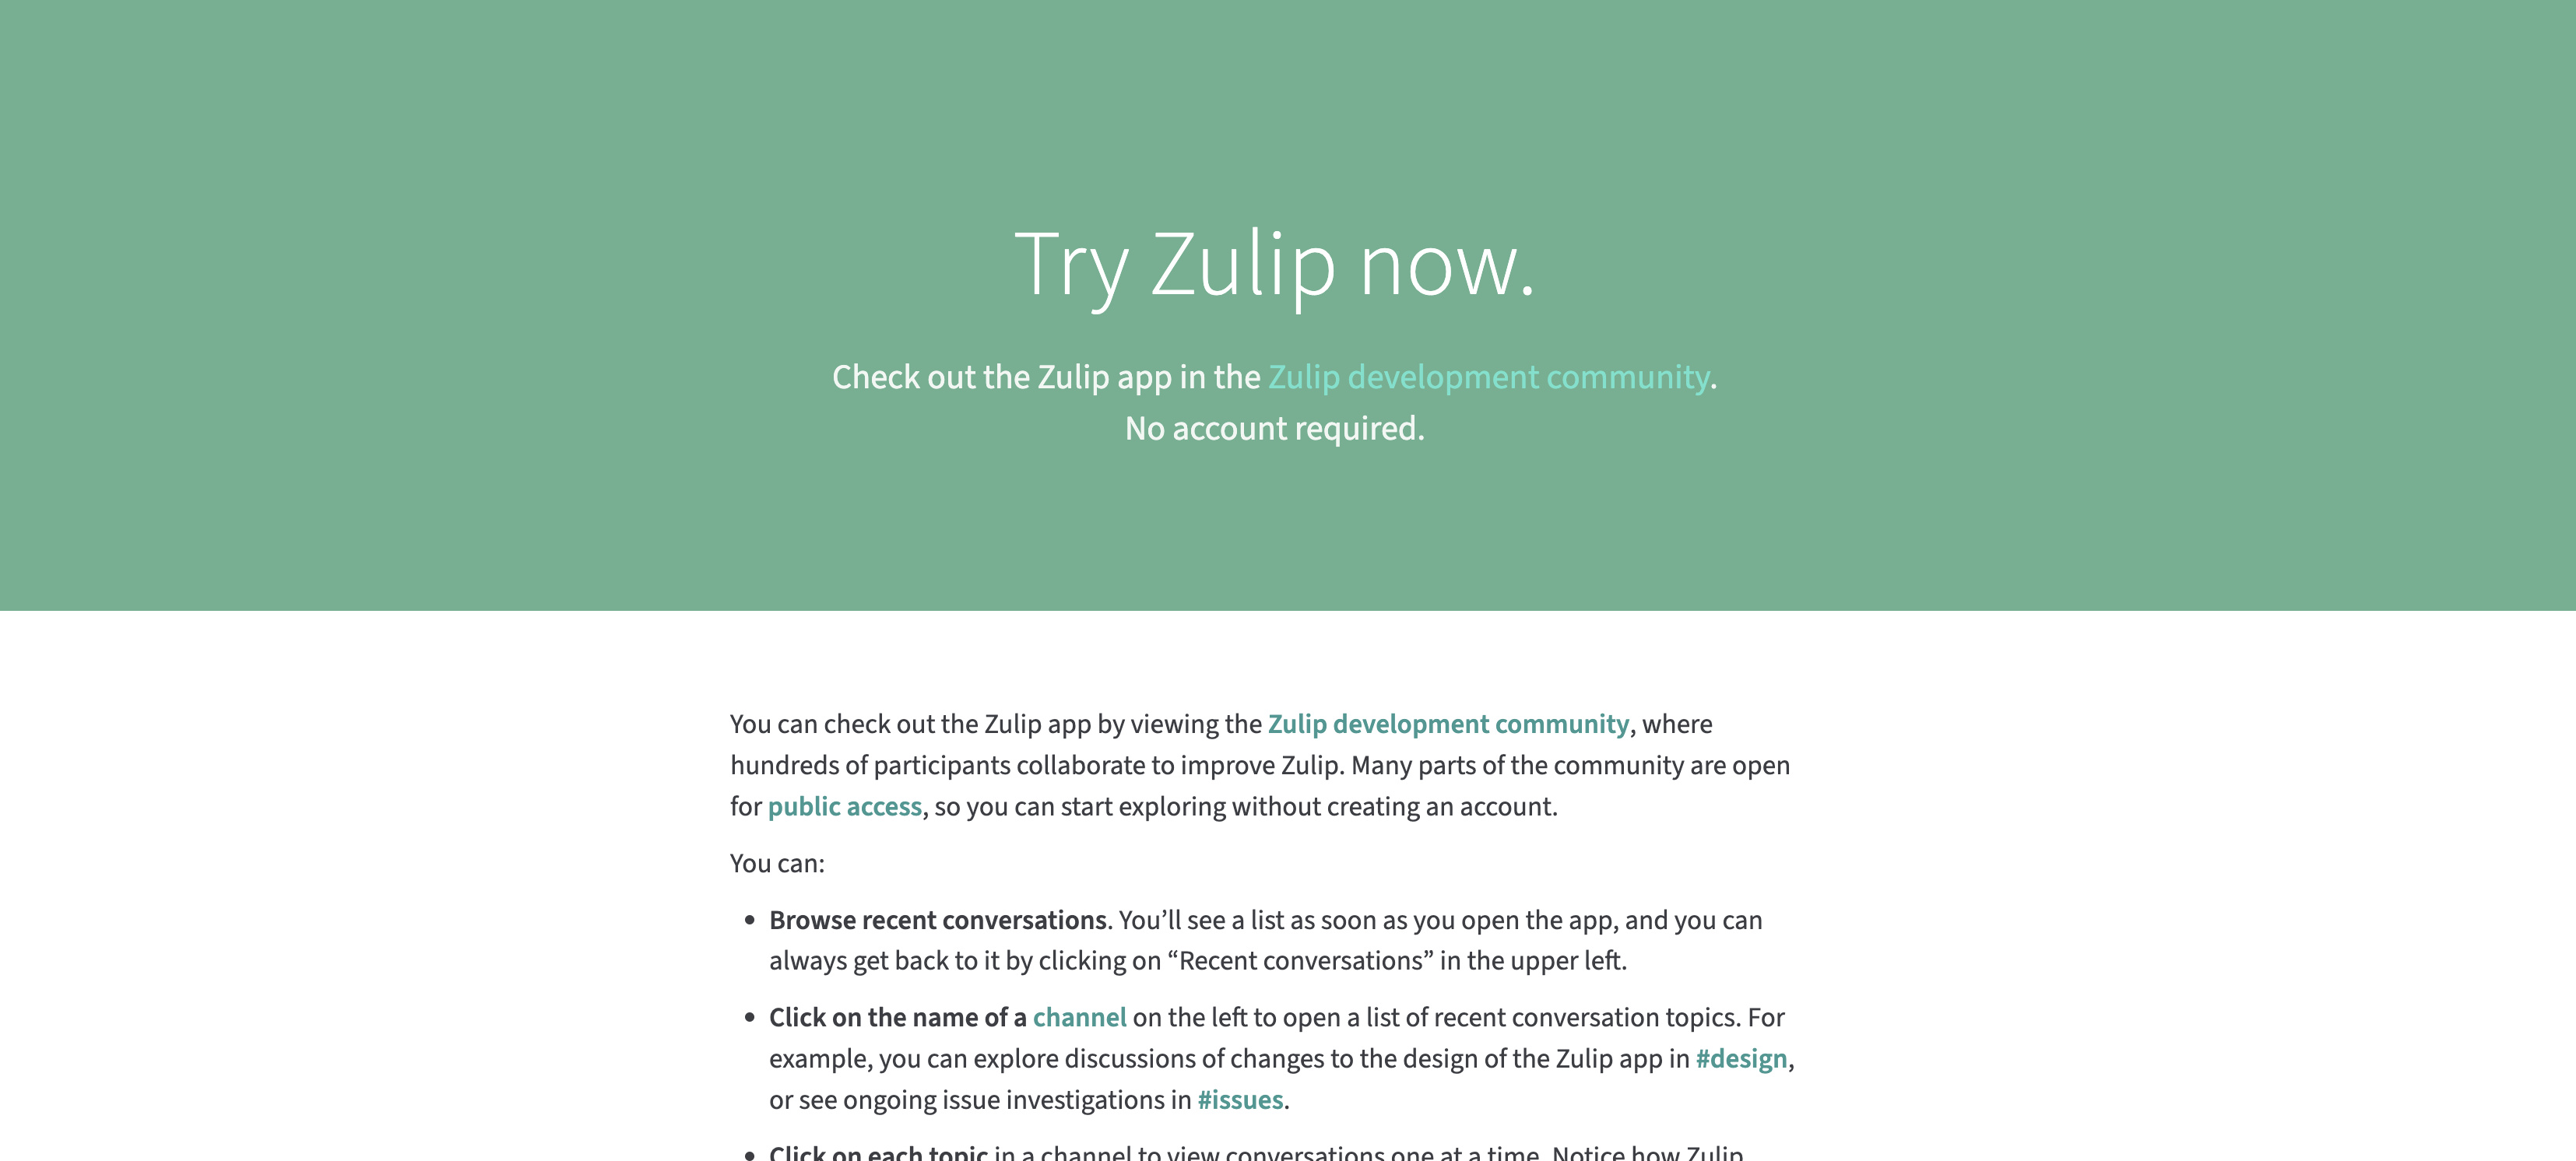 Try Zulip now.
Check out the Zulip app in the Zulip development community.
No account required.
You can check out the Zulip app by viewing the Zulip development community, where
hundreds of participants collaborate to improve Zulip. Many parts of the community are open
for public access, so you can start exploring without creating an account.
You can:
• Browse recent conversations. You’ll see a list as soon as you open the app, and you can
always get back to it by clicking on “Recent conversations” in the upper left.
• Click on the name of a channel on the left to open a list of recent conversation topics. For
example, you can explore discussions of changes to the design of the Zulip app in #design,
or see ongoing issue investigations in #issues.
• Click on each topic in a channel to view conversations one at a time. Notice how Zulip